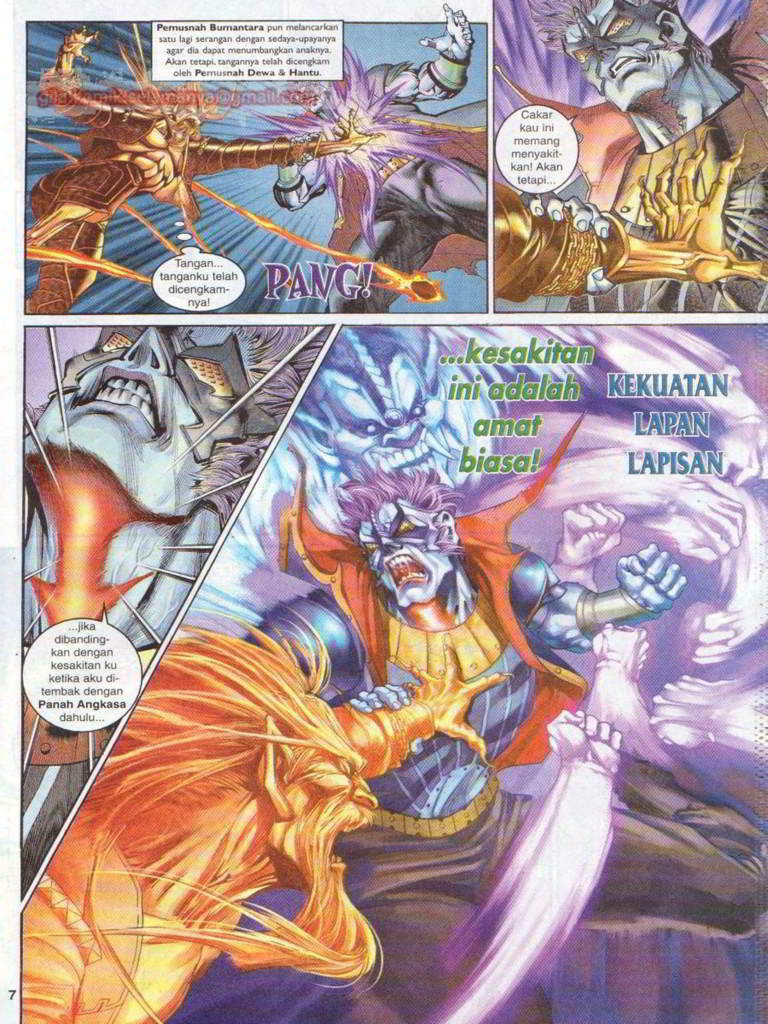 Pemusnah Bumantara pun melancarkan
satu lagi serangan dengan sedaya-upayanya
agar dia dapat menumbangkan anaknya.
Akan tetapi, tangannya telah dicengkam
oleh Pemusnah Dewa & Hantu.
Tangan...
tanganku telah
dicengkam-
nya!
PANG!
Cakar
kau ini
memang
menyakit-
kan! Akan
tetapi...
...jika
dibanding-
kan dengan
kesakitan ku
ketika aku di-
tembak dengan
Panah Angkasa
dahulu...
...kesakitan
ini adalah
amat
biasa!
KEKUATAN
LAPAN
LAPISAN
7